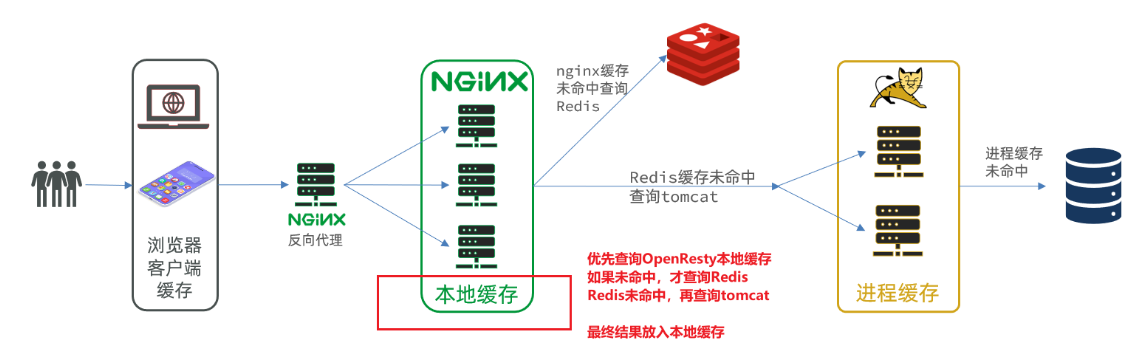 浏览器
客户端
缓存
NGiNX
反向代理
NGiNX
本地缓存
nginx缓存
未命中查询
Redis
Redis缓存未命中
查询tomcat
优先查询OpenResty本地缓存
如果未命中，才查询Redis
Redis未命中，再查询tomcat
最终结果放入本地缓存
进程缓存
进程缓存
未命中